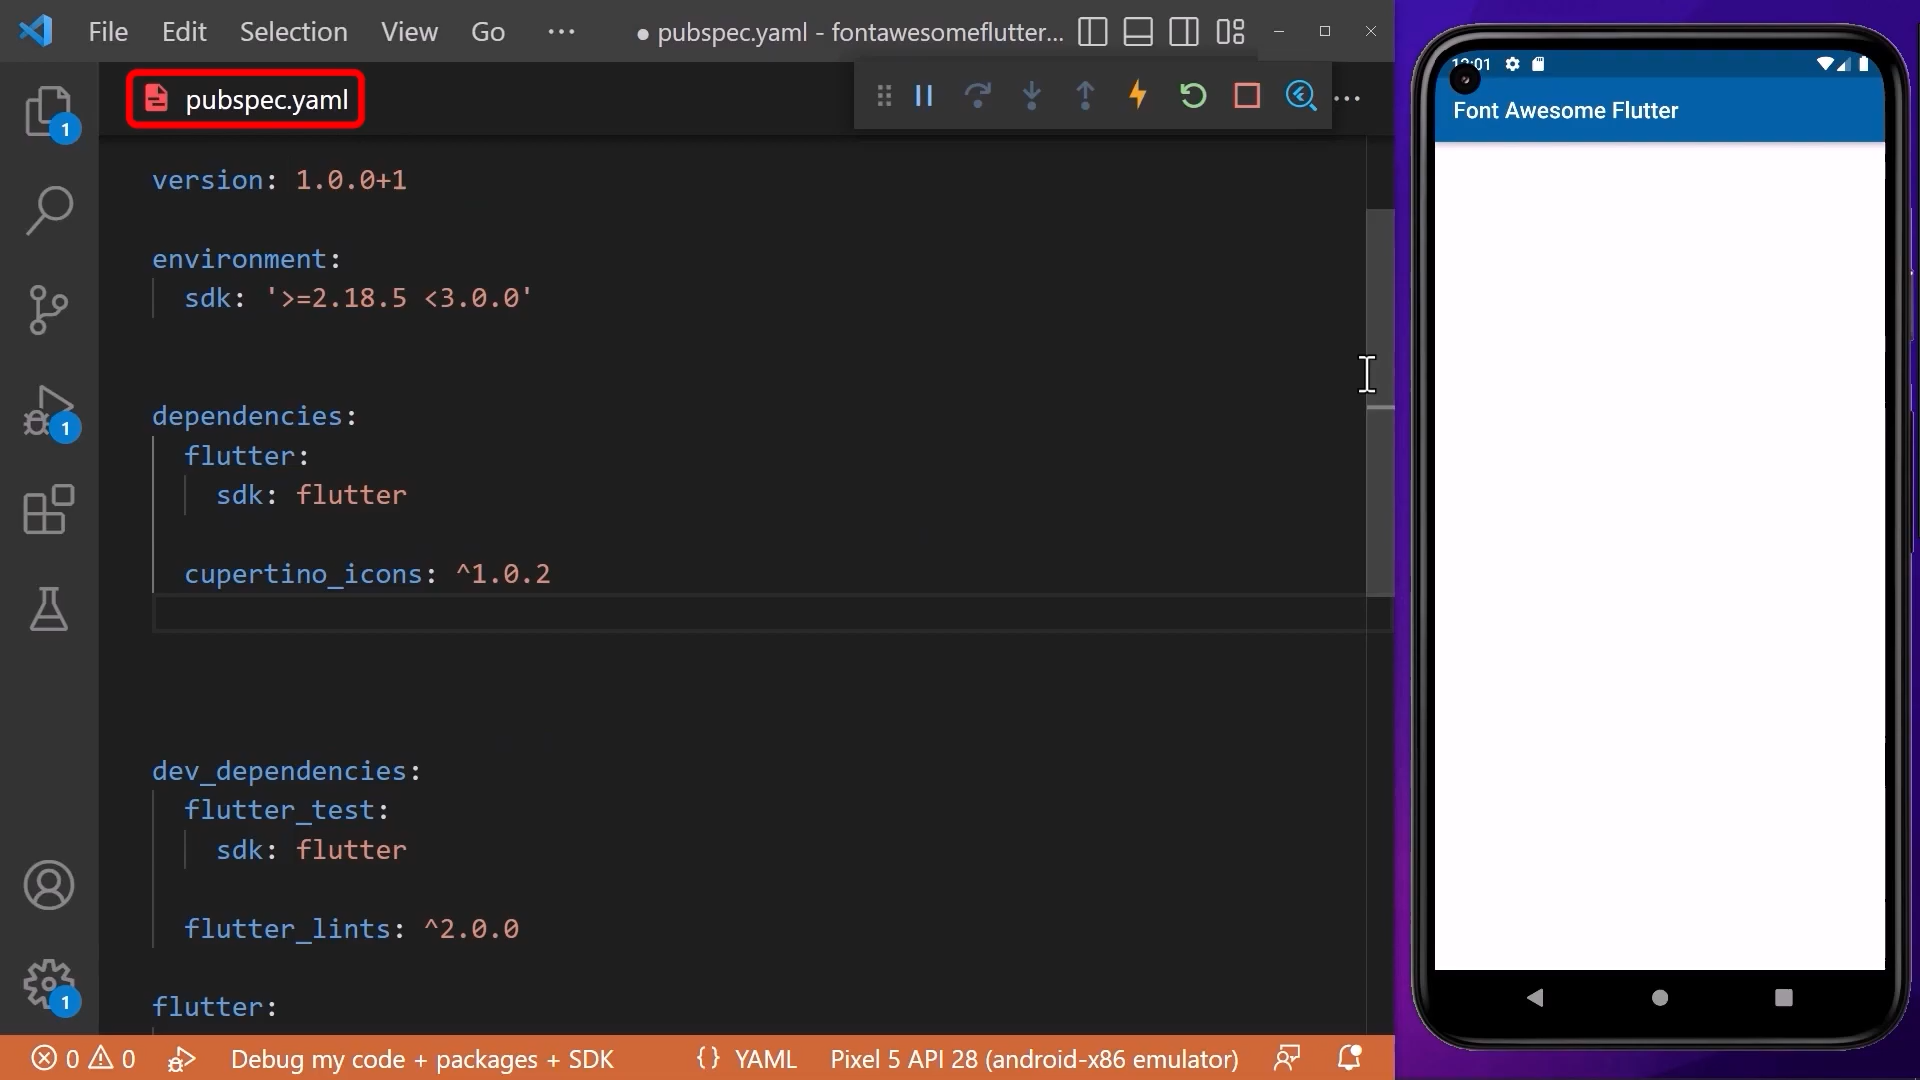 File Edit Selection View Go ··· ● pubspec.yaml - fontawesomeflutter...
pubspec.yaml
version: 1.0.0+1
environment:
sdk: '>=2.18.5 <3.0.0'
dependencies:
flutter:
sdk: flutter
cupertino_icons: ^1.0.2
dev_dependencies:
flutter_test:
sdk: flutter
flutter_lints: ^2.0.0
flutter:
1
1
1
0 0 Debug my code + packages + SDK {} YAML Pixel 5 API 28 (android-x86 emulator)
Font Awesome Flutter